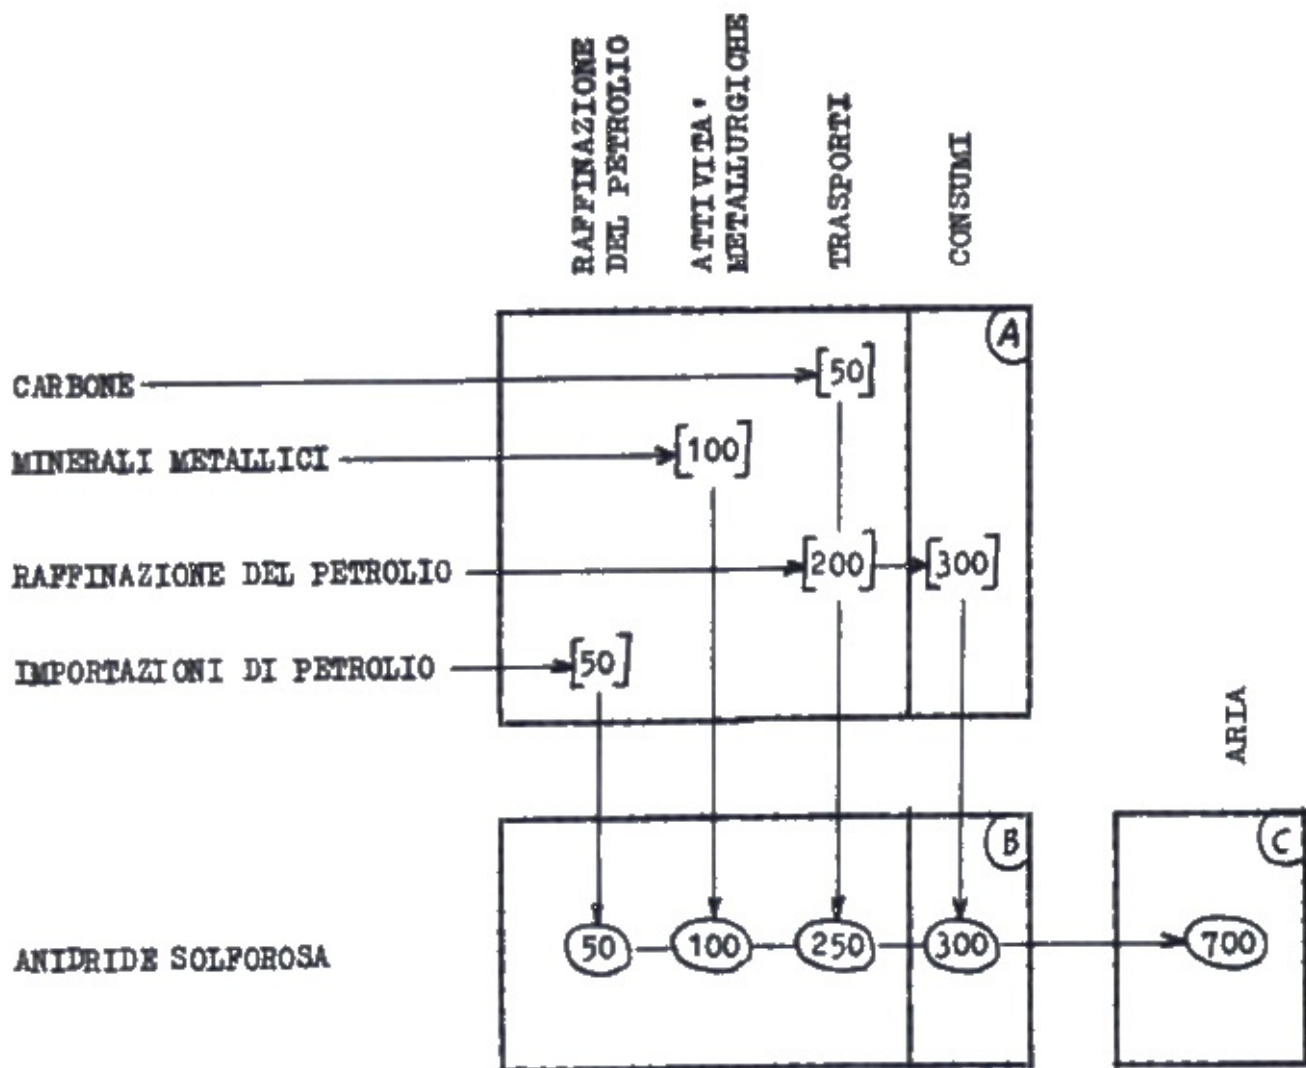 RAFFINAZIONE
DEL PETROLIO
ATTIVITA'
METALLURGICHE
TRASPORTI
CONSUMI
A
CARBONE [50]
MINERALI METALLICI [100]
RAFFINAZIONE DEL PETROLIO [200] [300]
IMPORTAZIONI DI PETROLIO [50]
ARIA
B
C
ANIDRIDE SOLFOROSA 50 100 250 300 700